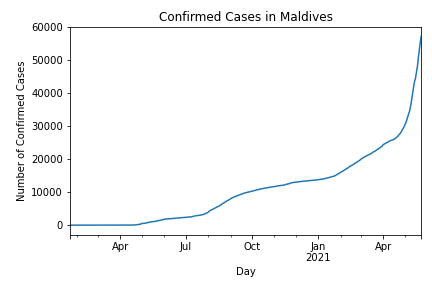 Confirmed Cases in Maldives
60000
50000
40000
30000
20000
10000
0
Number of Confirmed Cases
Apr Jul Oct Jan Apr
2021
Day